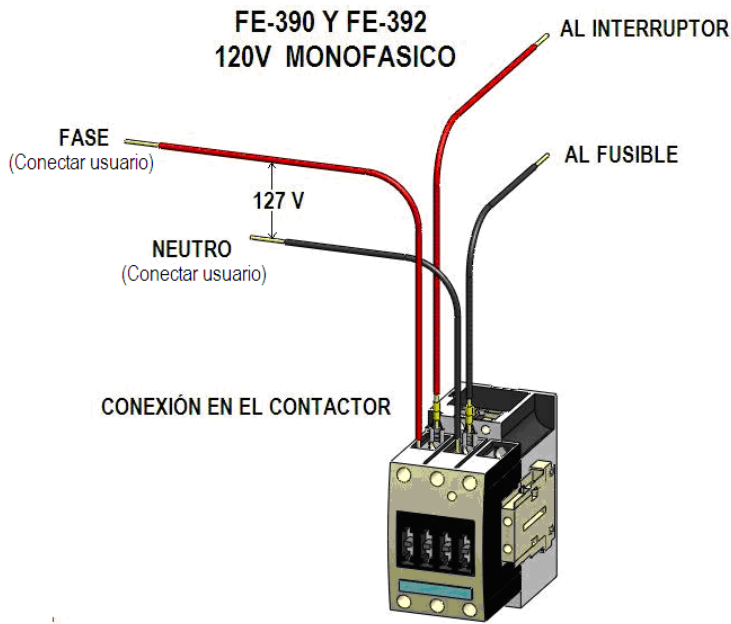 FE-390 Y FE-392
120V MONOFASICO
AL INTERRUPTOR
FASE
(Conectar usuario)
AL FUSIBLE
127 V
NEUTRO
(Conectar usuario)
CONEXIÓN EN EL CONTACTOR